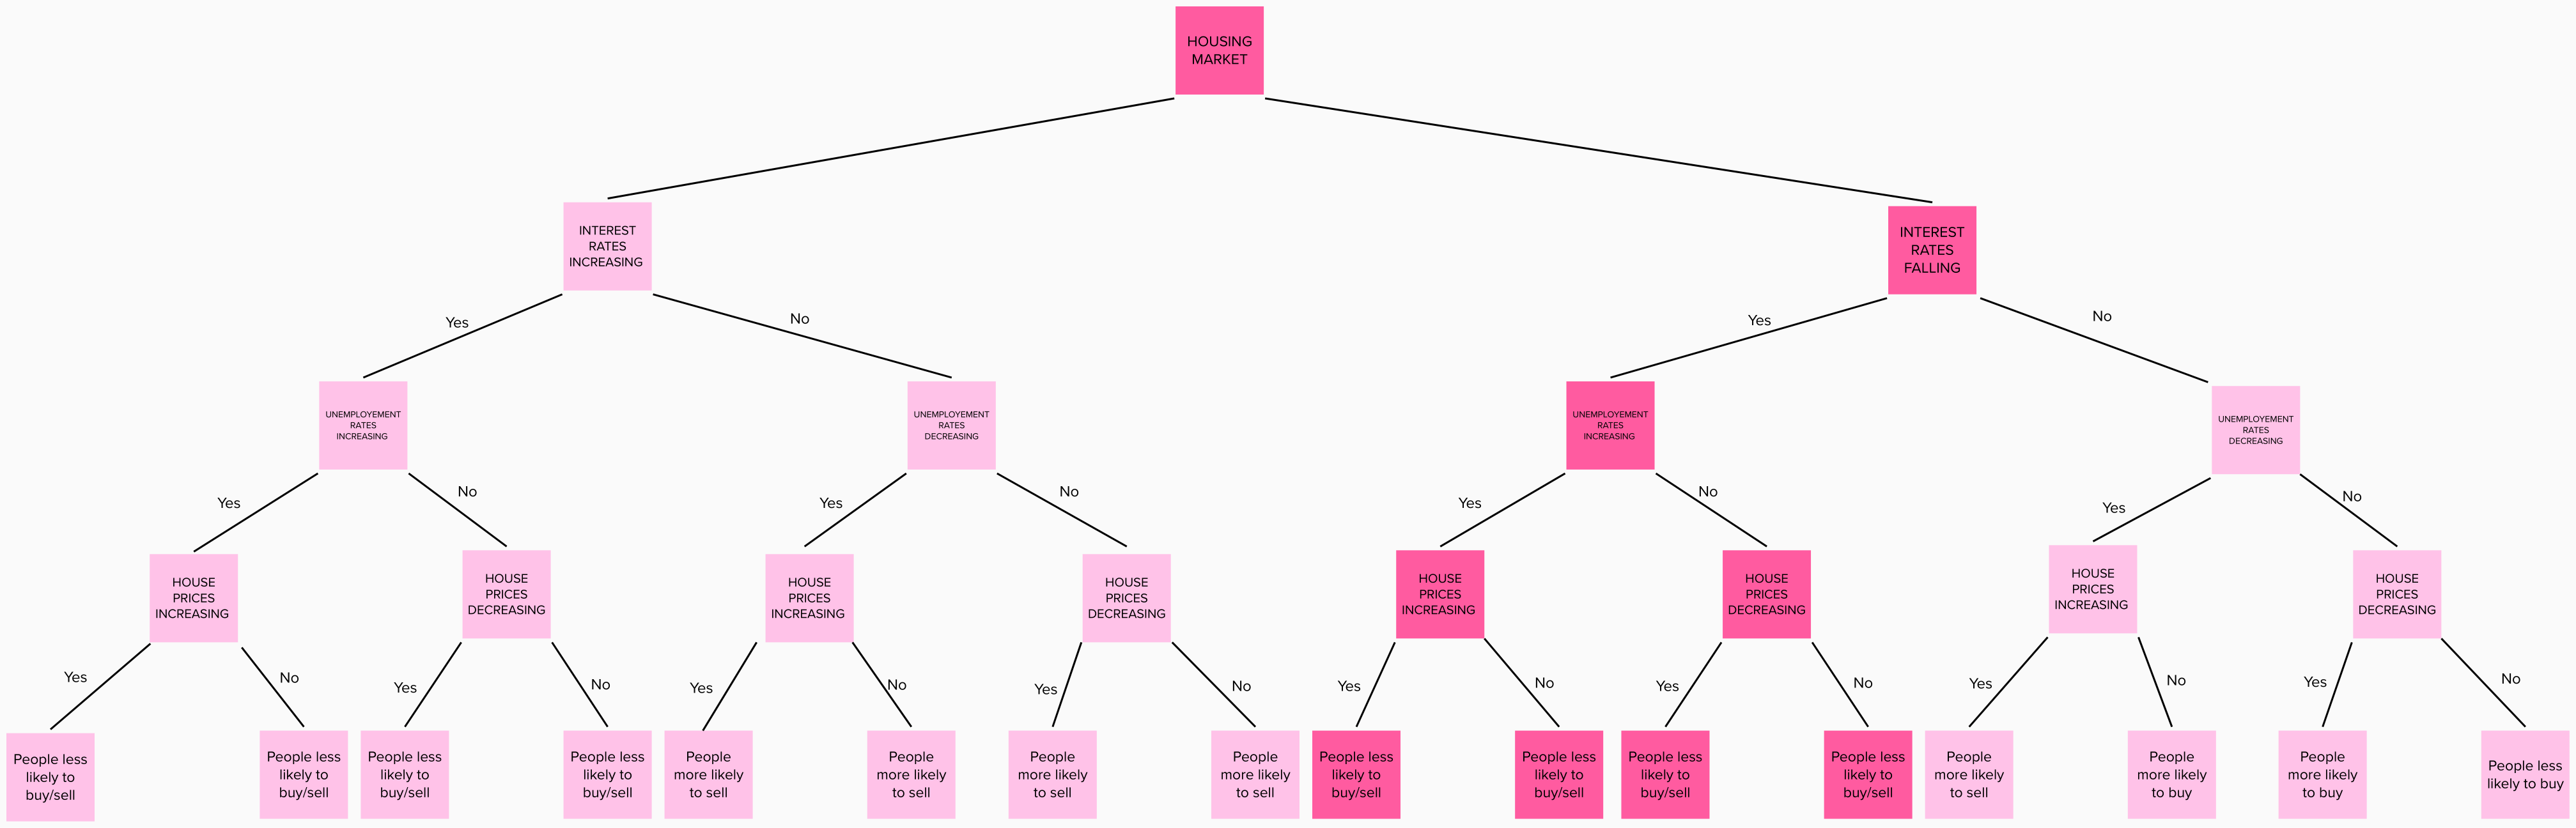 HOUSING
MARKET
INTEREST
RATES
INCREASING
INTEREST
RATES
FALLING
Yes
No
Yes
No
UNEMPLOYEMENT
RATES
INCREASING
UNEMPLOYEMENT
RATES
DECREASING
UNEMPLOYEMENT
RATES
INCREASING
UNEMPLOYEMENT
RATES
DECREASING
Yes
No
Yes
No
Yes
No
Yes
No
HOUSE
PRICES
INCREASING
HOUSE
PRICES
DECREASING
HOUSE
PRICES
INCREASING
HOUSE
PRICES
DECREASING
HOUSE
PRICES
INCREASING
HOUSE
PRICES
DECREASING
HOUSE
PRICES
INCREASING
HOUSE
PRICES
DECREASING
Yes
No
Yes
No
Yes
No
Yes
No
Yes
No
Yes
No
Yes
No
Yes
No
People less
likely to
buy/sell
People less
likely to
buy/sell
People less
likely to
buy/sell
People less
likely to
buy/sell
People
more likely
to sell
People
more likely
to sell
People
more likely
to sell
People
more likely
to sell
People less
likely to
buy/sell
People less
likely to
buy/sell
People less
likely to
buy/sell
People less
likely to
buy/sell
People
more likely
to sell
People
more likely
to buy
People
more likely
to buy
People less
likely to buy